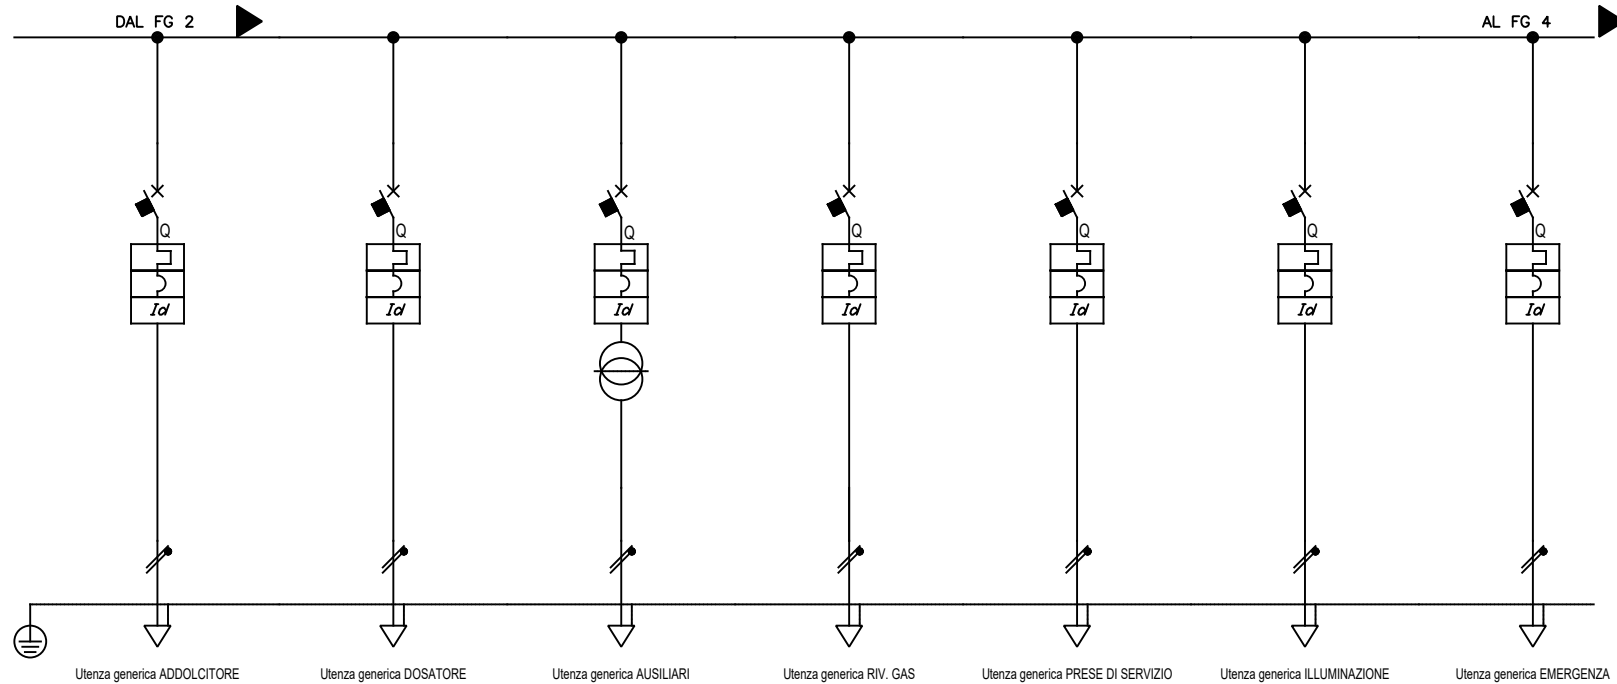 DAL FG 2
AL FG 4
Q
Q
Q
Q
Q
Q
Q
Id
Id
Id
Id
Id
Id
Id
Utenza generica ADDOLCITORE
Utenza generica DOSATORE
Utenza generica AUSILIARI
Utenza generica RIV. GAS
Utenza generica PRESE DI SERVIZIO
Utenza generica ILLUMINAZIONE
Utenza generica EMERGENZA